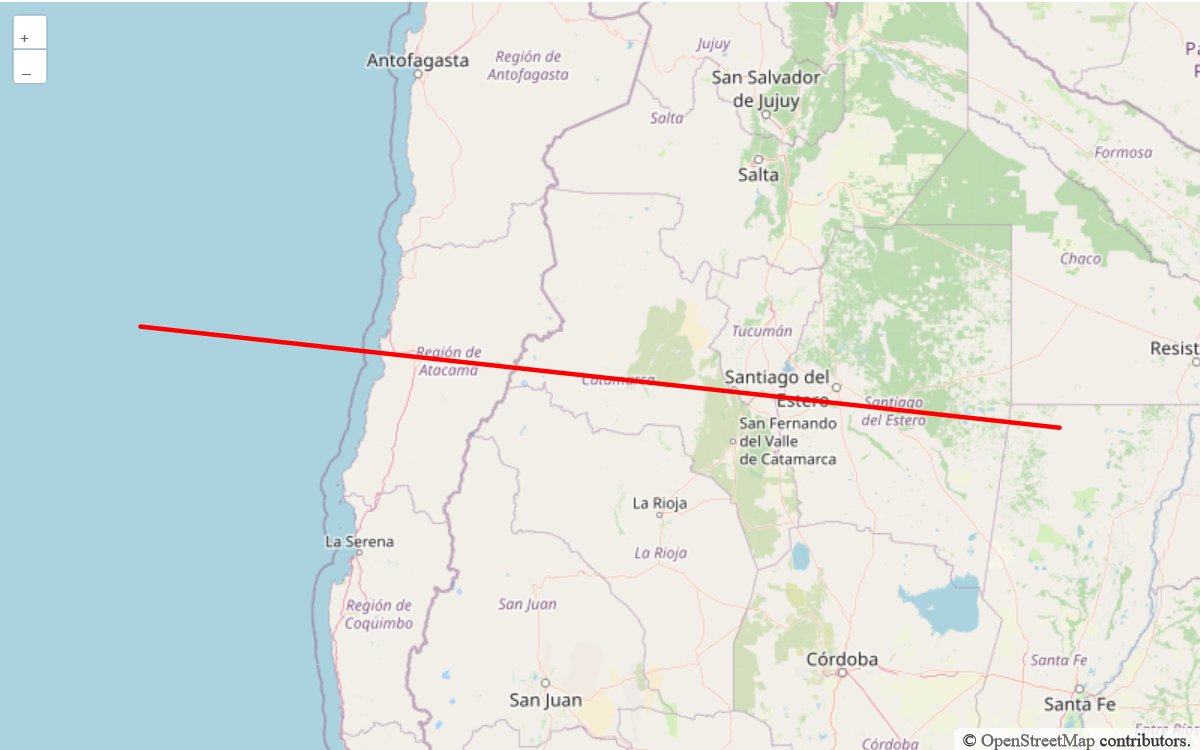 +
–
Antofagasta
Región de
Antofagasta
Jujuy
San Salvador
de Jujuy
Salta
Salta
Formosa
Chaco
Tucumán
Región de
Atacama
Catamarca
Santiago del
Estero
Santiago
del Estero
San Fernando
del Valle
de Catamarca
Resist
La Rioja
La Rioja
La Serena
Región de
Coquimbo
San Juan
San Juan
Córdoba
Santa Fe
Santa Fe
Córdoba
© OpenStreetMap contributors.